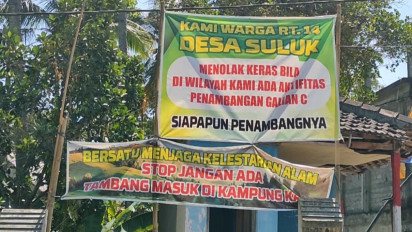 KAMI WARGA RT. 14
DESA SULUK
MENOLAK KERAS BILA
DI WILAYAH KAMI ADA AKTIFITAS
PENAMBANGAN GALIAN C
SIAPAPUN PENAMBANGNYA
BERSATU MENJAGA KELESTARIAN ALAM
STOP JANGAN ADA
TAMBANG MASUK DI KAMPUNG